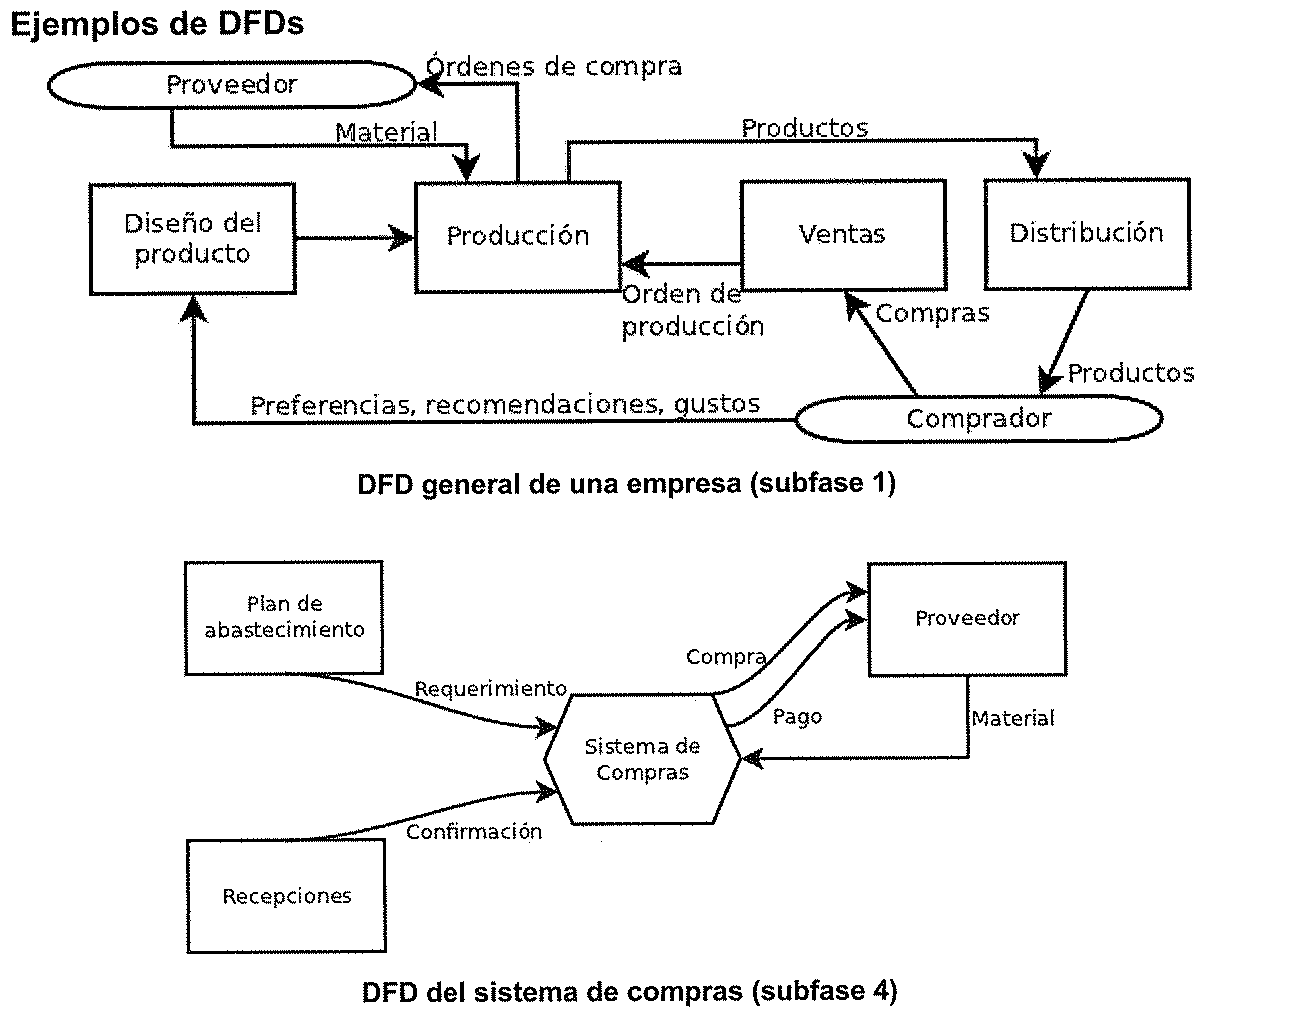 Ejemplos de DFDs
Órdenes de compra
Proveedor
Material
Productos
Diseño del
producto
Producción
Ventas
Distribución
Orden de
producción
Compras
Productos
Preferencias, recomendaciones, gustos
Comprador
DFD general de una empresa (subfase 1)
Plan de
abastecimiento
Proveedor
Compra
Requerimiento
Pago
Material
Sistema de
Compras
Confirmación
Recepciones
DFD del sistema de compras (subfase 4)